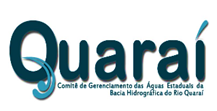 Quaraí
Comitê de Gerenciamento das Águas Estaduais da
Bacia Hidrográfica do Rio Quaraí